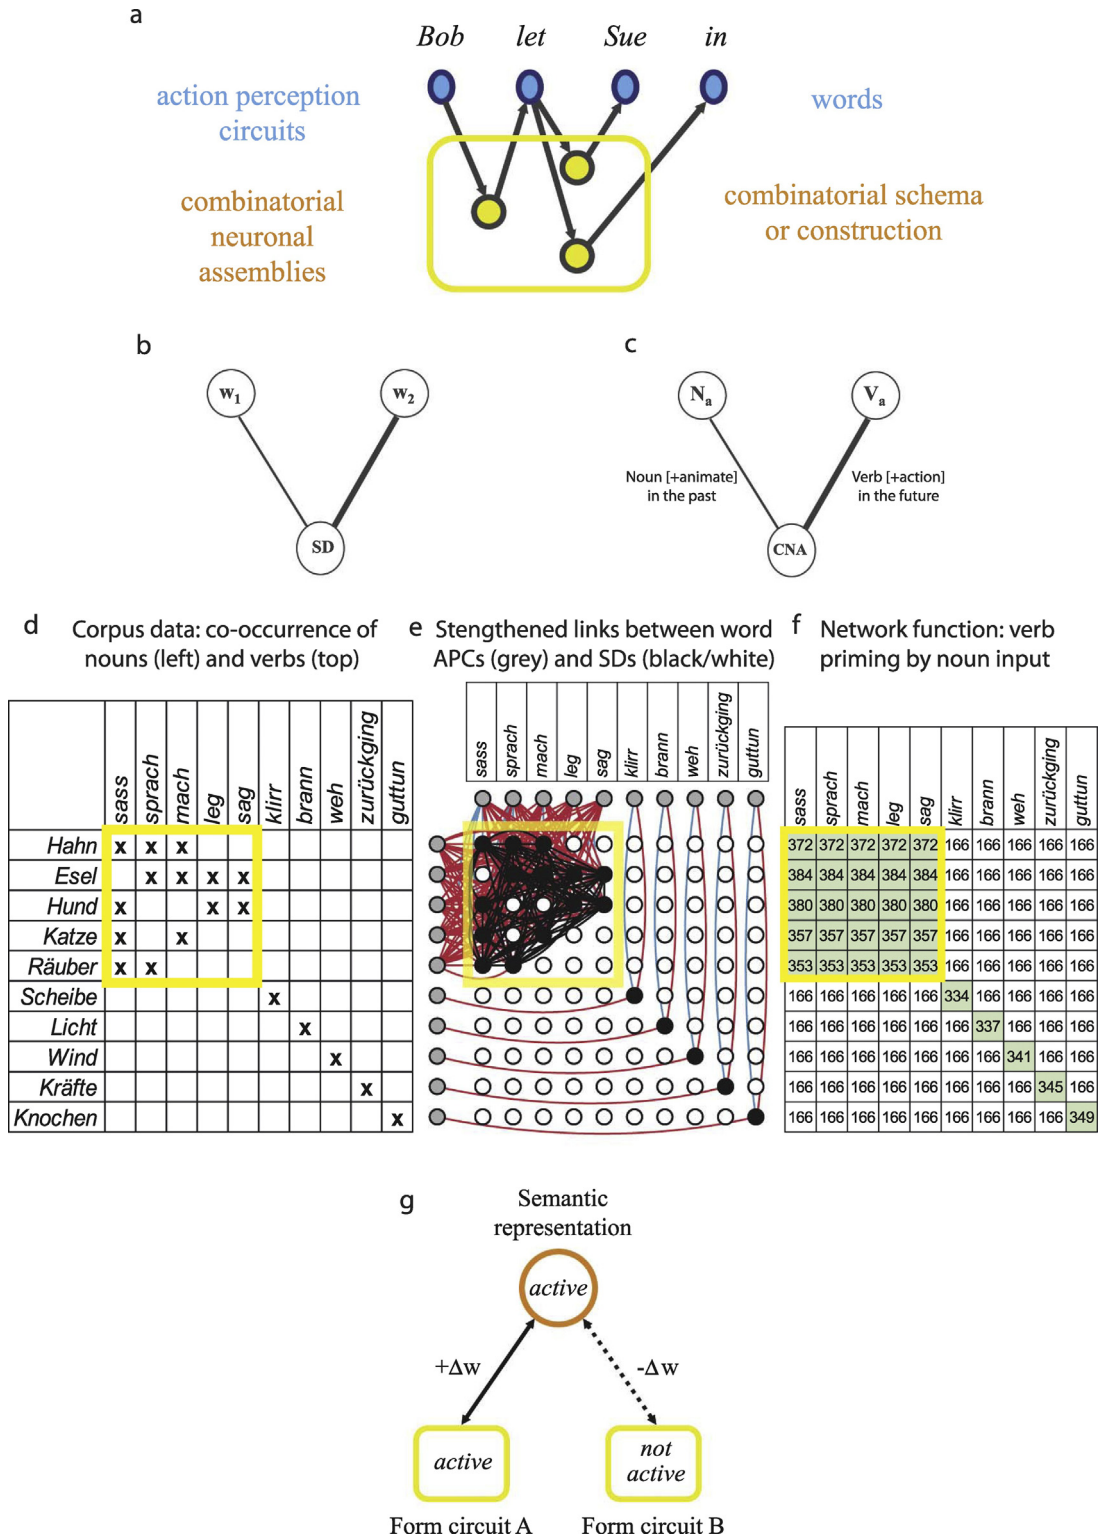 a
Bob let Sue in
action perception
circuits
words
combinatorial
neuronal
assemblies
combinatorial schema
or construction
b
w1 w2
SD
c
Na Va
Noun [+animate]
in the past
Verb [+action]
in the future
CNA
d
Corpus data: co-occurrence of
nouns (left) and verbs (top)
sass sprach mach leg sag klirr brann weh zurückging guttun
Hahn x x x
Esel x x x x
Hund x x x
Katze x x
Räuber x x
Scheibe x
Licht x
Wind x
Kräfte x
Knochen x
e
Stengthened links between word
APCs (grey) and SDs (black/white)
sass sprach mach leg sag klirr brann weh zurückging guttun
f
Network function: verb
priming by noun input
sass sprach mach leg sag klirr brann weh zurückging guttun
372 372 372 372 372 166 166 166 166 166
384 384 384 384 384 166 166 166 166 166
380 380 380 380 380 166 166 166 166 166
357 357 357 357 357 166 166 166 166 166
353 353 353 353 353 166 166 166 166 166
166 166 166 166 166 334 166 166 166 166
166 166 166 166 166 166 337 166 166 166
166 166 166 166 166 166 166 341 166 166
166 166 166 166 166 166 166 166 345 166
166 166 166 166 166 166 166 166 166 349
g
Semantic
representation
active
+Δw -Δw
active
not
active
Form circuit A Form circuit B